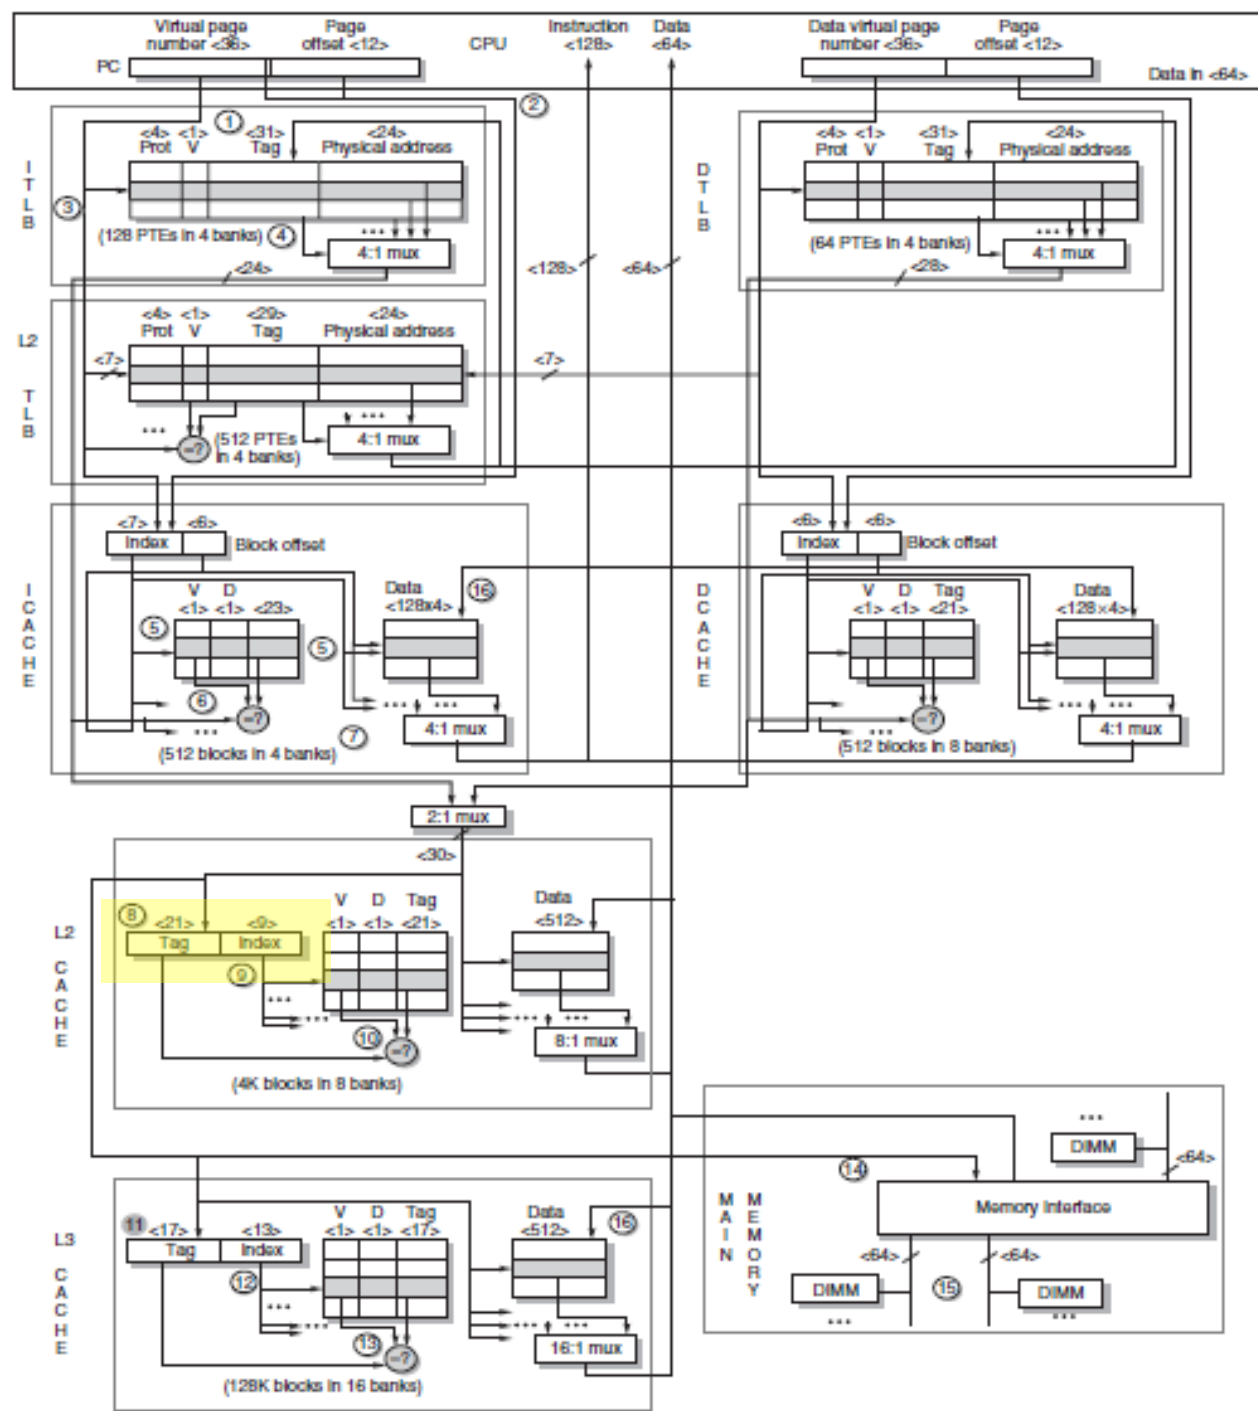 Virtual page
number <36>
Page
offset <12>
CPU
Instruction
<128>
Data
<64>
Data virtual page
number <36>
Page
offset <12>
PC
Data in <64>
1
2
I
T
L
B
<4> <1> <31> <24>
Prot V Tag Physical address
3
(128 PTEs in 4 banks)
4
...
4:1 mux
<24>
<128>
<64>
D
T
L
B
<4> <1> <31> <24>
Prot V Tag Physical address
(64 PTEs in 4 banks)
...
4:1 mux
<28>
L2
T
L
B
<4> <1> <29> <24>
Prot V Tag Physical address
<7>
<7>
...
=?
(512 PTEs
in 4 banks)
...
4:1 mux
I
C
A
C
H
E
<7> <6>
Index
Block offset
V D
<1> <1> <23>
Data
<128x4>
16
5
5
6
=?
...
7
... ...
4:1 mux
(512 blocks in 4 banks)
D
C
A
C
H
E
<6> <6>
Index
Block offset
V D Tag
<1> <1> <21>
Data
<128×4>
=?
...
... ...
4:1 mux
(512 blocks in 8 banks)
2:1 mux
<30>
L2
C
A
C
H
E
8
<21> <9>
Tag Index
9
V D Tag
<1> <1> <21>
Data
<512>
...
...
10
=?
... ...
8:1 mux
(4K blocks in 8 banks)
L3
C
A
C
H
E
11
<17> <13>
Tag Index
12
V D Tag
<1> <1> <17>
Data
<512>
16
...
...
13
=?
... ...
16:1 mux
(128K blocks in 16 banks)
M
A
I
N
M
E
M
O
R
Y
14
...
DIMM
<64>
Memory Interface
<64>
<64>
15
DIMM
...
DIMM
...